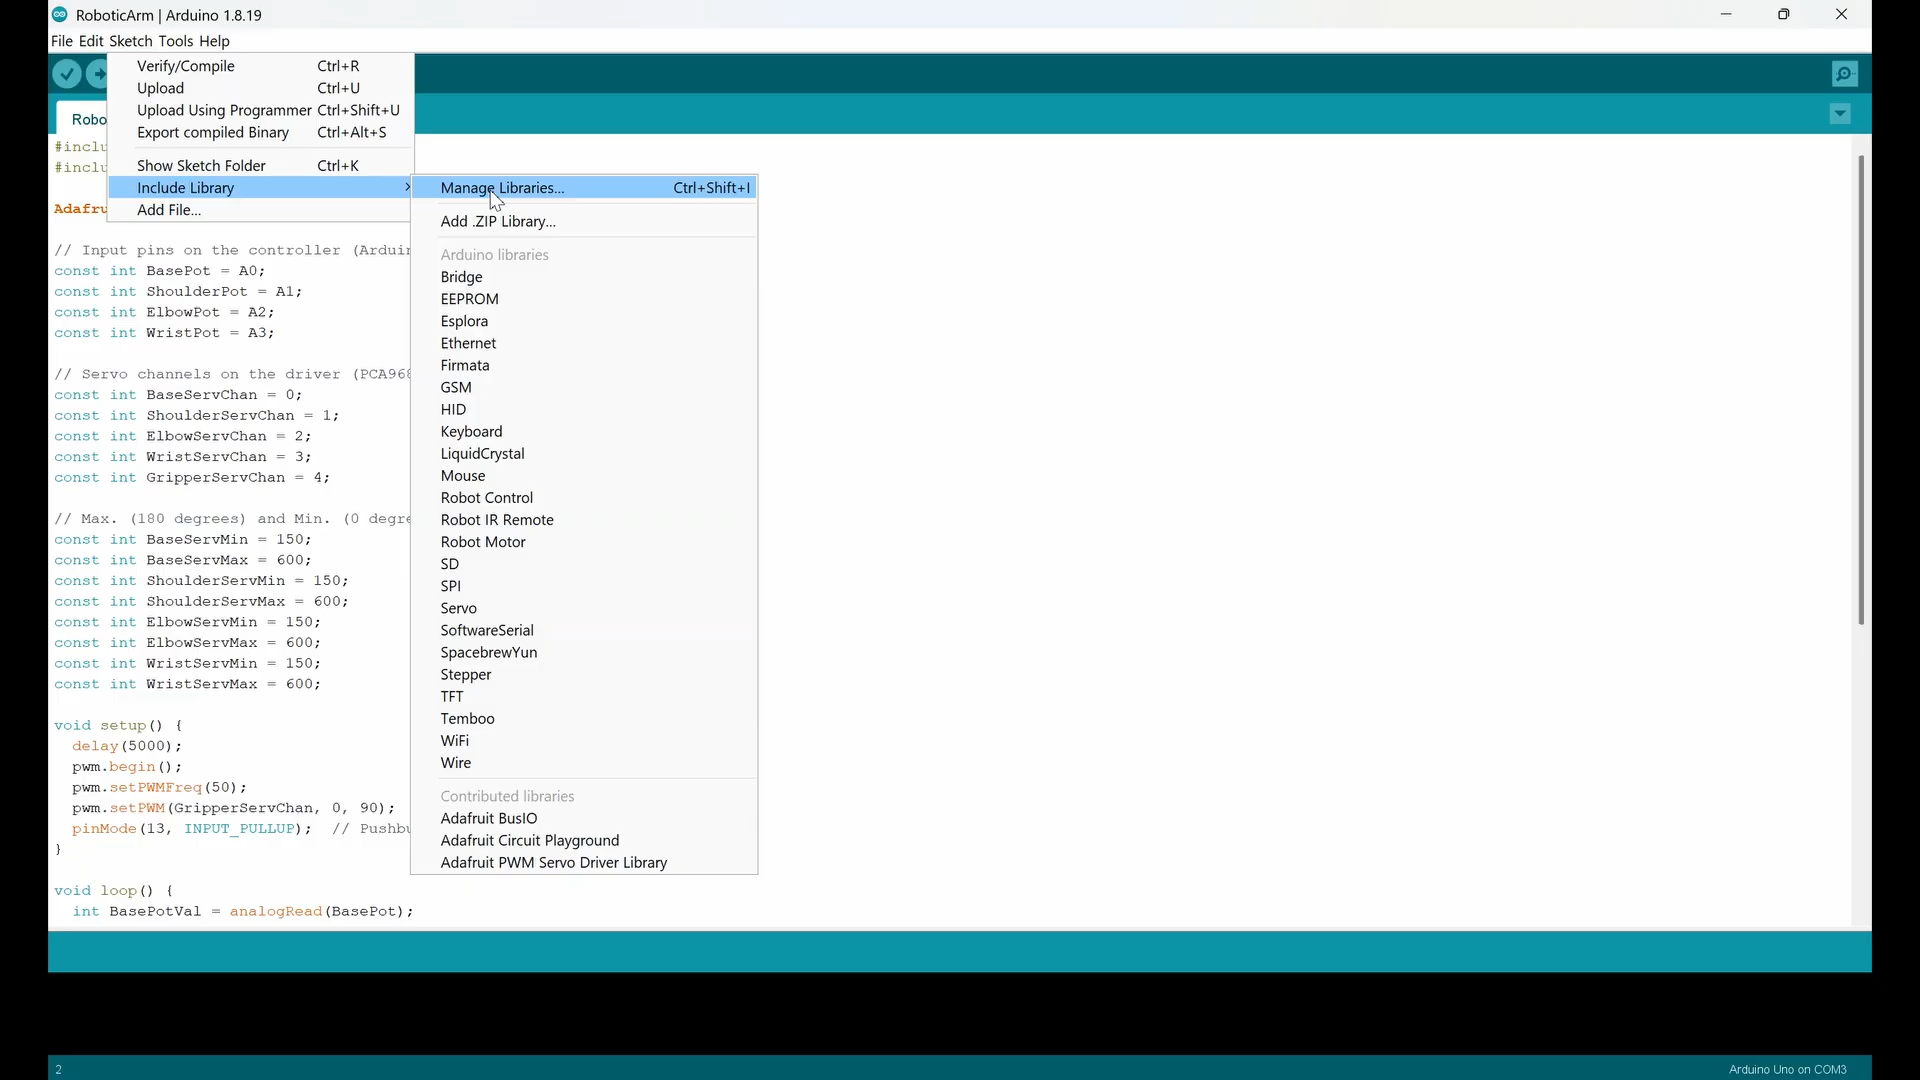 RoboticArm | Arduino 1.8.19
File Edit Sketch Tools Help
Verify/Compile Ctrl+R
Upload Ctrl+U
Upload Using Programmer Ctrl+Shift+U
Export compiled Binary Ctrl+Alt+S
Show Sketch Folder Ctrl+K
Include Library
Add File...
Manage Libraries... Ctrl+Shift+I
Add .ZIP Library...
Arduino libraries
Bridge
EEPROM
Esplora
Ethernet
Firmata
GSM
HID
Keyboard
LiquidCrystal
Mouse
Robot Control
Robot IR Remote
Robot Motor
SD
SPI
Servo
SoftwareSerial
SpacebrewYun
Stepper
TFT
Temboo
WiFi
Wire
Contributed libraries
Adafruit BusIO
Adafruit Circuit Playground
Adafruit PWM Servo Driver Library
Robo
#inclu
#inclu
Adafru
// Input pins on the controller (Arduin
const int BasePot = A0;
const int ShoulderPot = A1;
const int ElbowPot = A2;
const int WristPot = A3;
// Servo channels on the driver (PCA968
const int BaseServChan = 0;
const int ShoulderServChan = 1;
const int ElbowServChan = 2;
const int WristServChan = 3;
const int GripperServChan = 4;
// Max. (180 degrees) and Min. (0 degre
const int BaseServMin = 150;
const int BaseServMax = 600;
const int ShoulderServMin = 150;
const int ShoulderServMax = 600;
const int ElbowServMin = 150;
const int ElbowServMax = 600;
const int WristServMin = 150;
const int WristServMax = 600;
void setup() {
delay(5000);
pwm.begin();
pwm.setPWMFreq(50);
pwm.setPWM(GripperServChan, 0, 90);
pinMode(13, INPUT_PULLUP); // Pushbu
}
void loop() {
int BasePotVal = analogRead(BasePot);
2
Arduino Uno on COM3